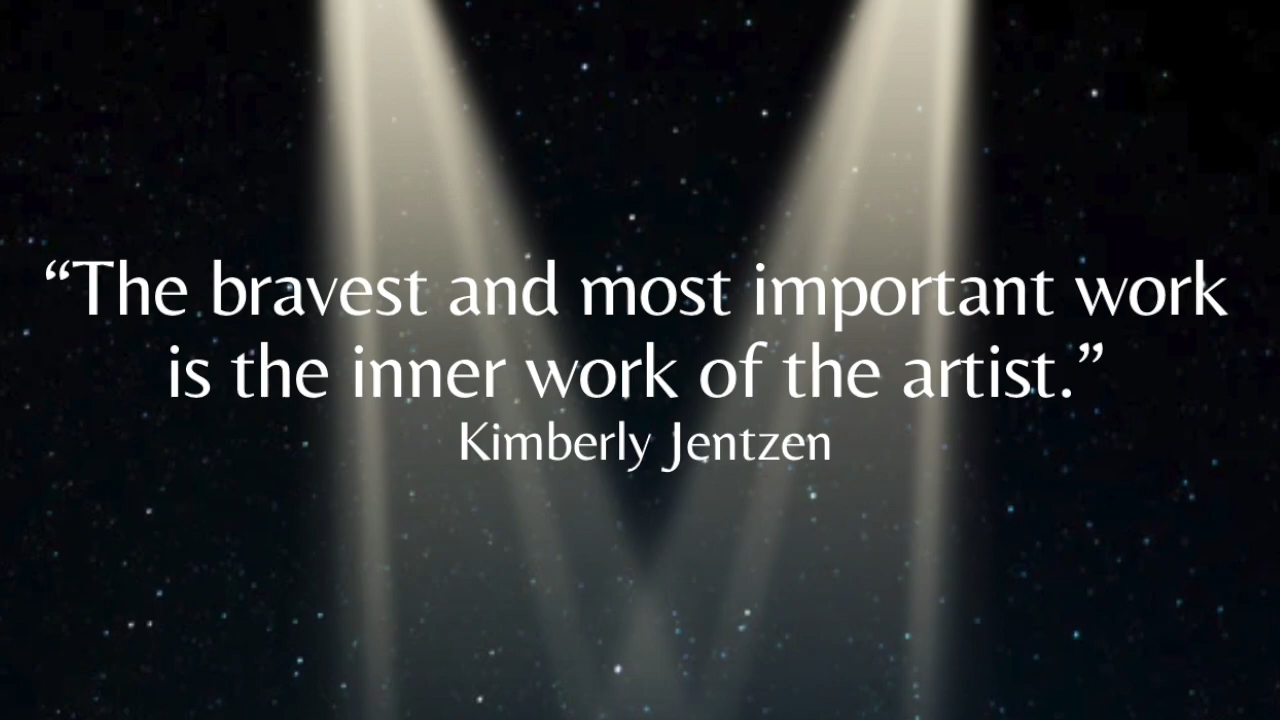 “The bravest and most important work
is the inner work of the artist.”
Kimberly Jentzen